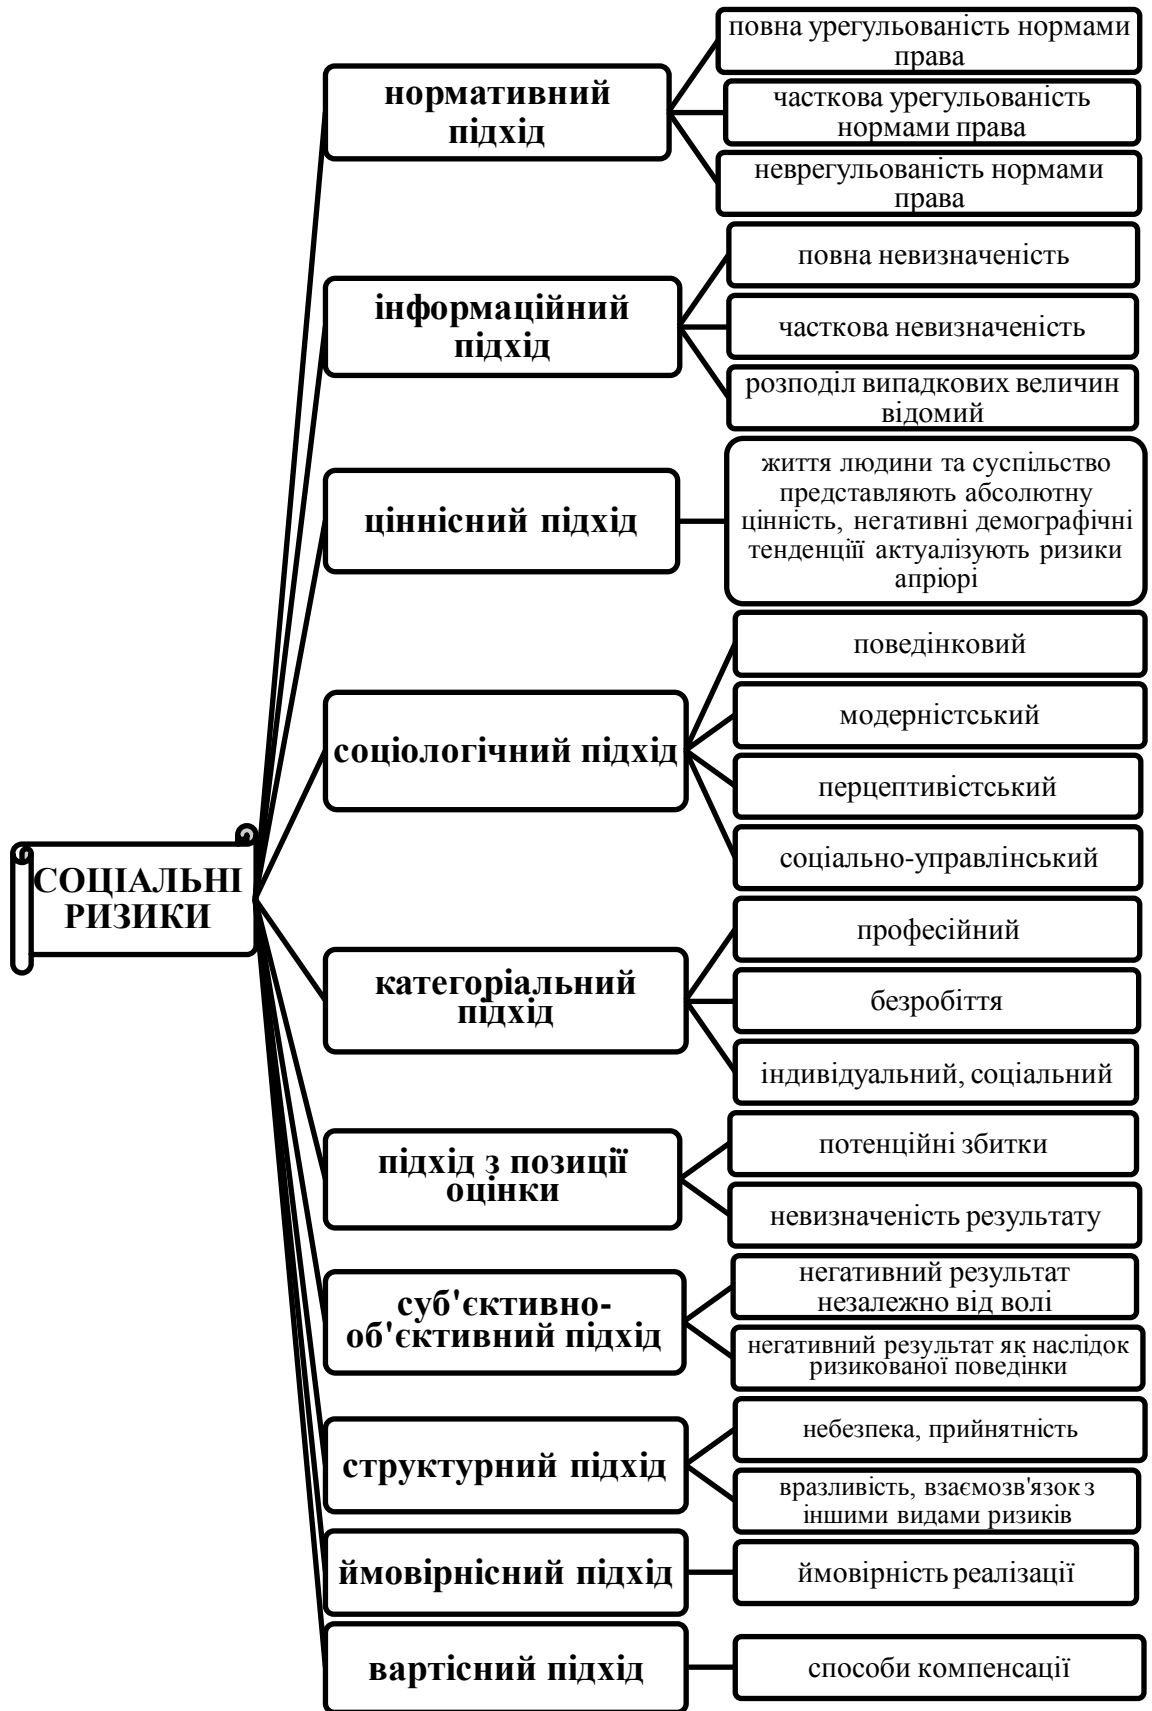 СОЦІАЛЬНІ
РИЗИКИ
нормативний
підхід
повна урегульованість нормами
права
часткова урегульованість
нормами права
неврегульованість нормами
права
інформаційний
підхід
повна невизначеність
часткова невизначеність
розподіл випадкових величин
відомий
ціннісний підхід
життя людини та суспільство
представляють абсолютну
цінність, негативні демографічні
тенденціїї актуалізують ризики
апріорі
соціологічний підхід
поведінковий
модерністський
перцептивістський
соціально-управлінський
категоріальний
підхід
професійний
безробіття
індивідуальний, соціальний
підхід з позиції
оцінки
потенційні збитки
невизначеність результату
суб'єктивно-
об'єктивний підхід
негативний результат
незалежно від волі
негативний результат як наслідок
ризикованої поведінки
структурний підхід
небезпека, прийнятність
вразливість, взаємозв'язок з
іншими видами ризиків
ймовірнісний підхід
ймовірність реалізації
вартісний підхід
способи компенсації